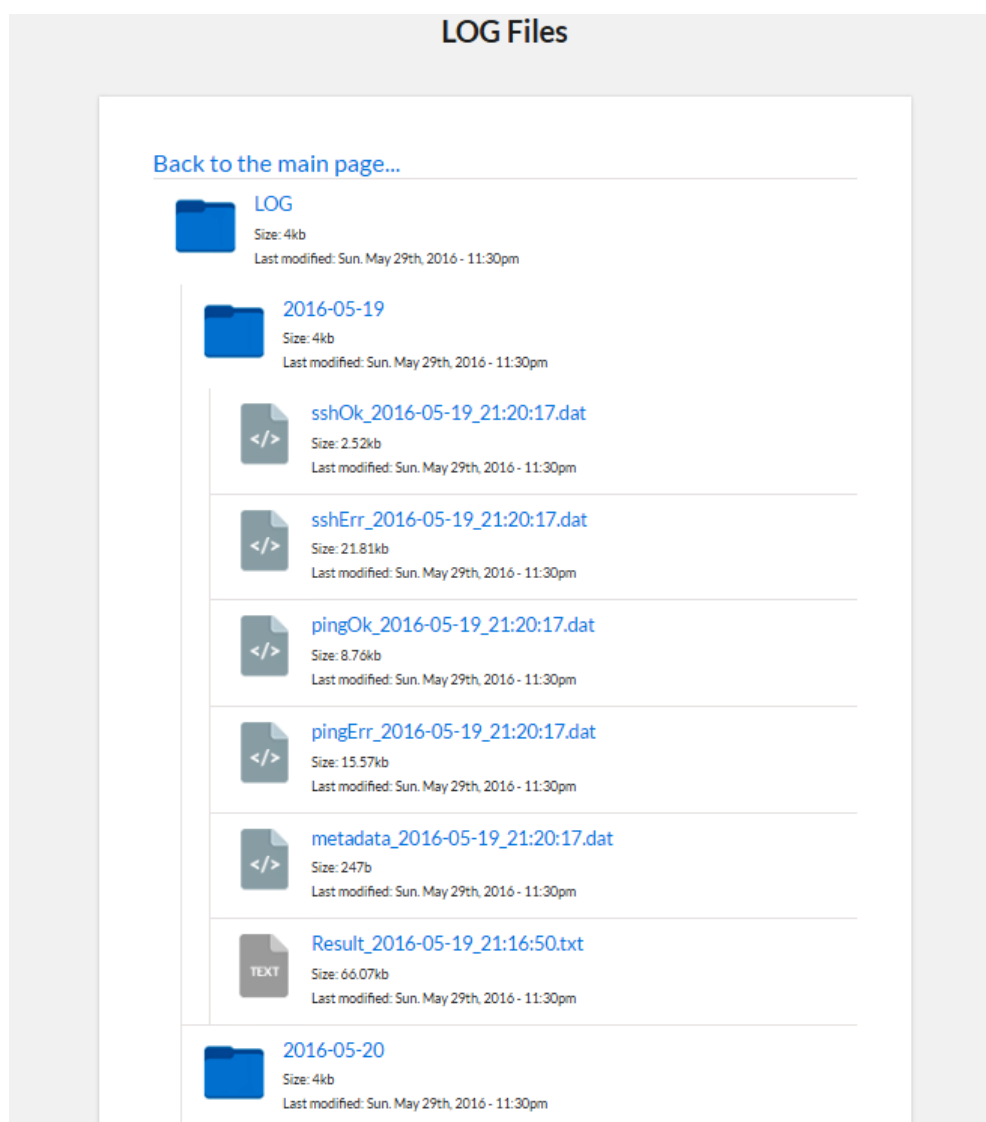 LOG Files
Back to the main page...
LOG
Size: 4kb
Last modified: Sun. May 29th, 2016 - 11:30pm
2016-05-19
Size: 4kb
Last modified: Sun. May 29th, 2016 - 11:30pm
sshOk_2016-05-19_21:20:17.dat
</>
Size: 2.52kb
Last modified: Sun. May 29th, 2016 - 11:30pm
sshErr_2016-05-19_21:20:17.dat
</>
Size: 21.81kb
Last modified: Sun. May 29th, 2016 - 11:30pm
pingOk_2016-05-19_21:20:17.dat
</>
Size: 8.76kb
Last modified: Sun. May 29th, 2016 - 11:30pm
pingErr_2016-05-19_21:20:17.dat
</>
Size: 15.57kb
Last modified: Sun. May 29th, 2016 - 11:30pm
metadata_2016-05-19_21:20:17.dat
</>
Size: 247b
Last modified: Sun. May 29th, 2016 - 11:30pm
Result_2016-05-19_21:16:50.txt
TEXT
Size: 66.07kb
Last modified: Sun. May 29th, 2016 - 11:30pm
2016-05-20
Size: 4kb
Last modified: Sun. May 29th, 2016 - 11:30pm